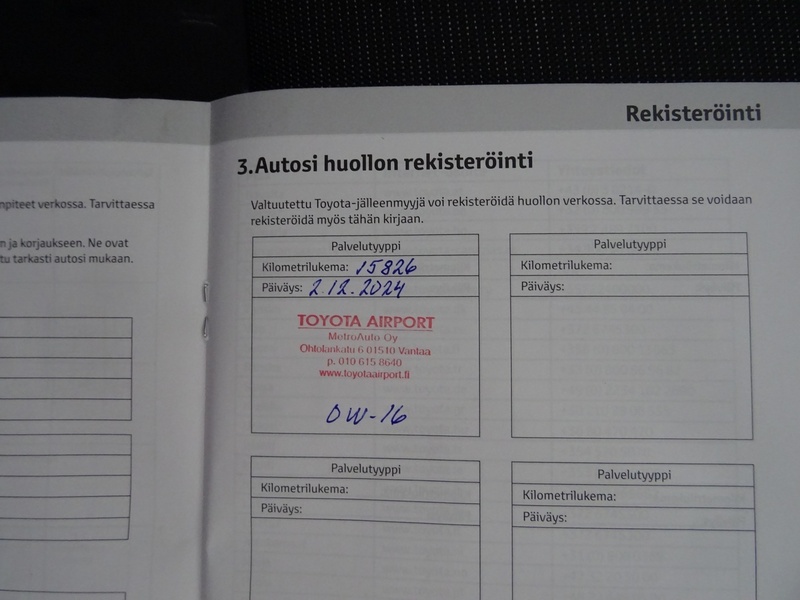 Rekisteröinti
npiteet verkossa. Tarvittaessa
n ja korjaukseen. Ne ovat
tu tarkasti autosi mukaan.
3.Autosi huollon rekisteröinti
Valtuutettu Toyota-jälleenmyyjä voi rekisteröidä huollon verkossa. Tarvittaessa se voidaan
rekisteröidä myös tähän kirjaan.
Palvelutyyppi
Kilometrilukema: 15826
Päiväys: 2.12.2024
TOYOTA AIRPORT
MetroAuto Oy
Ohtolankatu 6 01510 Vantaa
p. 010 615 8640
www.toyotaairport.fi
OW-16
Palvelutyyppi
Kilometrilukema:
Päiväys:
Palvelutyyppi
Kilometrilukema:
Päiväys:
Palvelutyyppi
Kilometrilukema:
Päiväys: